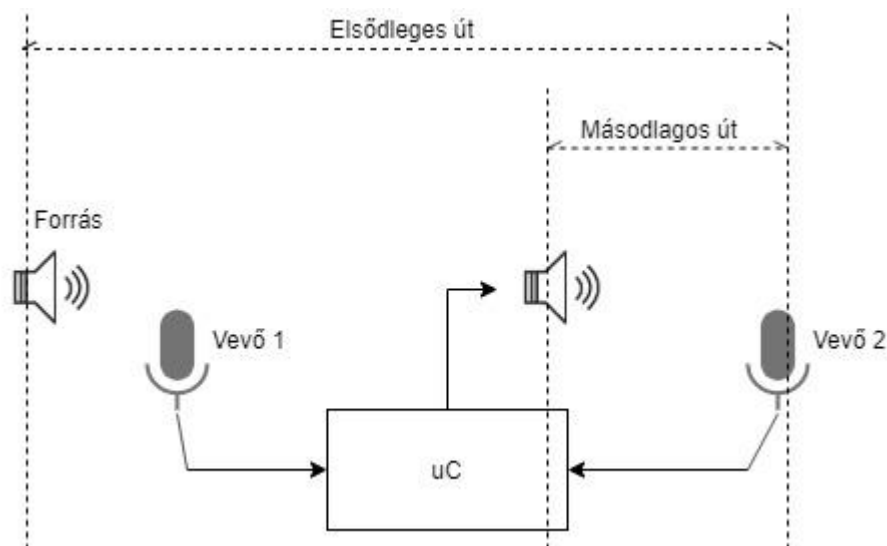 Elsődleges út
Másodlagos út
Forrás
Vevő 1
Vevő 2
uC